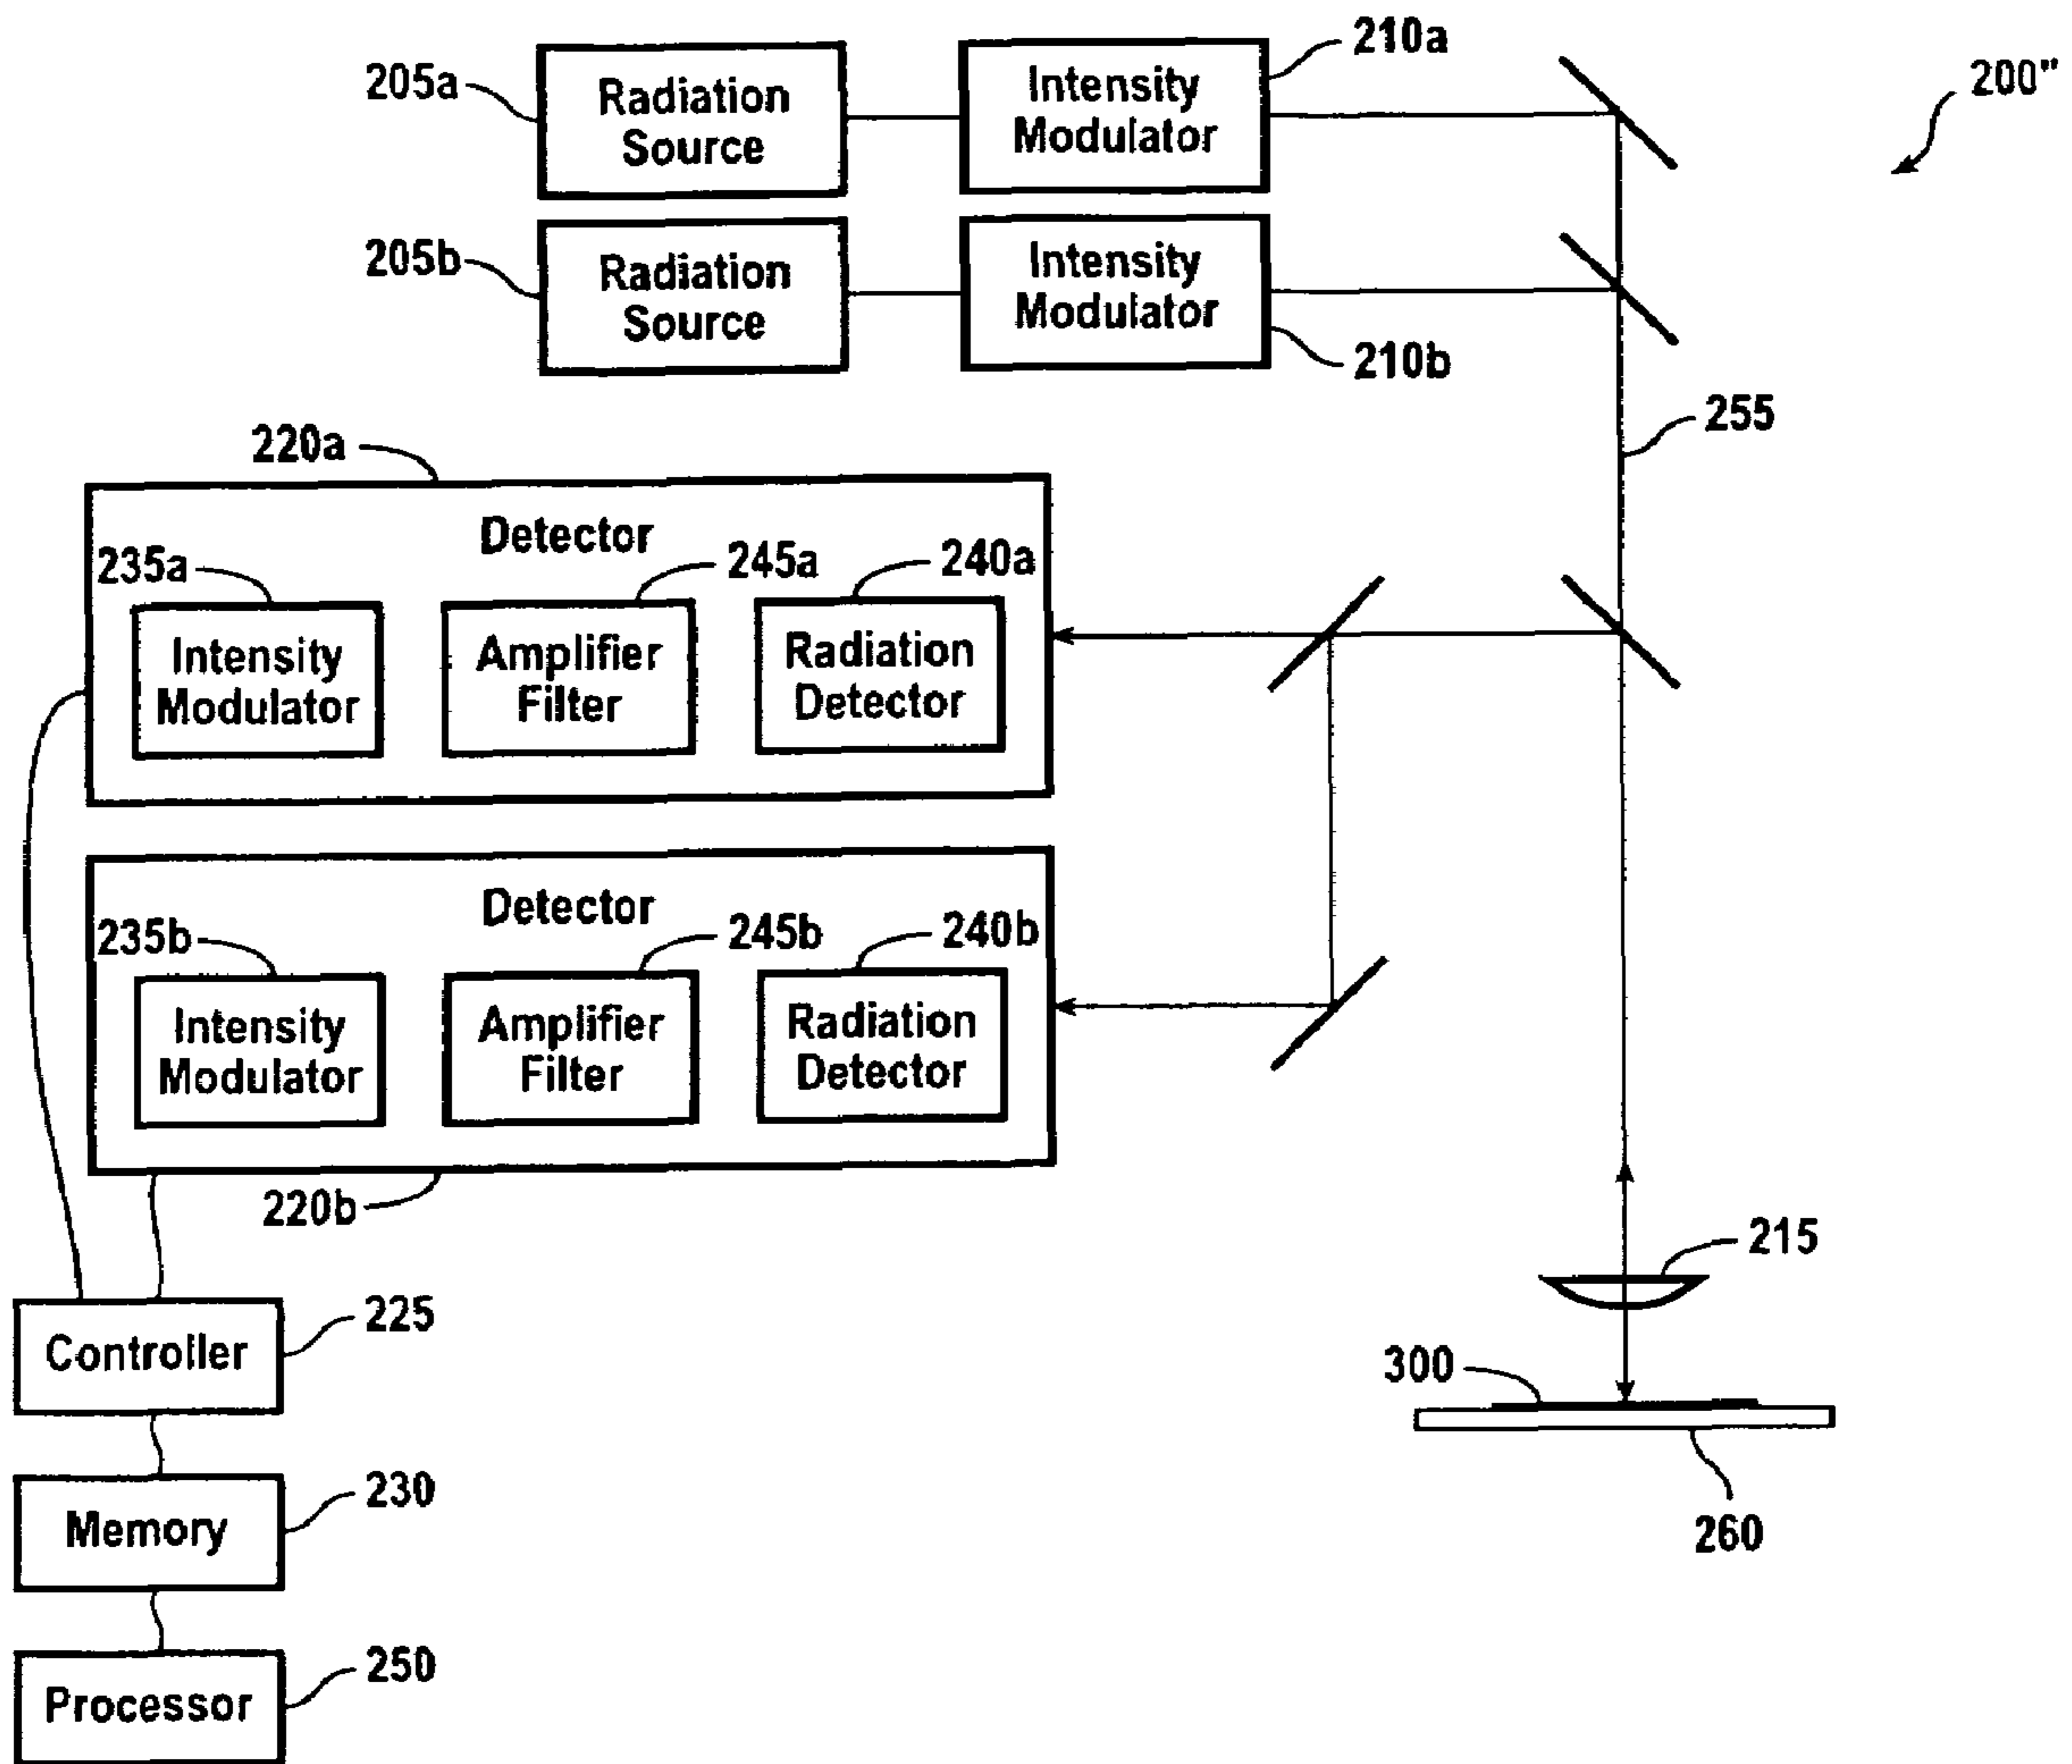 210a
200"
205a
Radiation
Source
Intensity
Modulator
205b
Radiation
Source
Intensity
Modulator
210b
255
220a
Detector
235a
245a
240a
Intensity
Modulator
Amplifier
Filter
Radiation
Detector
Detector
235b
245b
240b
Intensity
Modulator
Amplifier
Filter
Radiation
Detector
220b
215
Controller
225
300
Memory
230
260
Processor
250